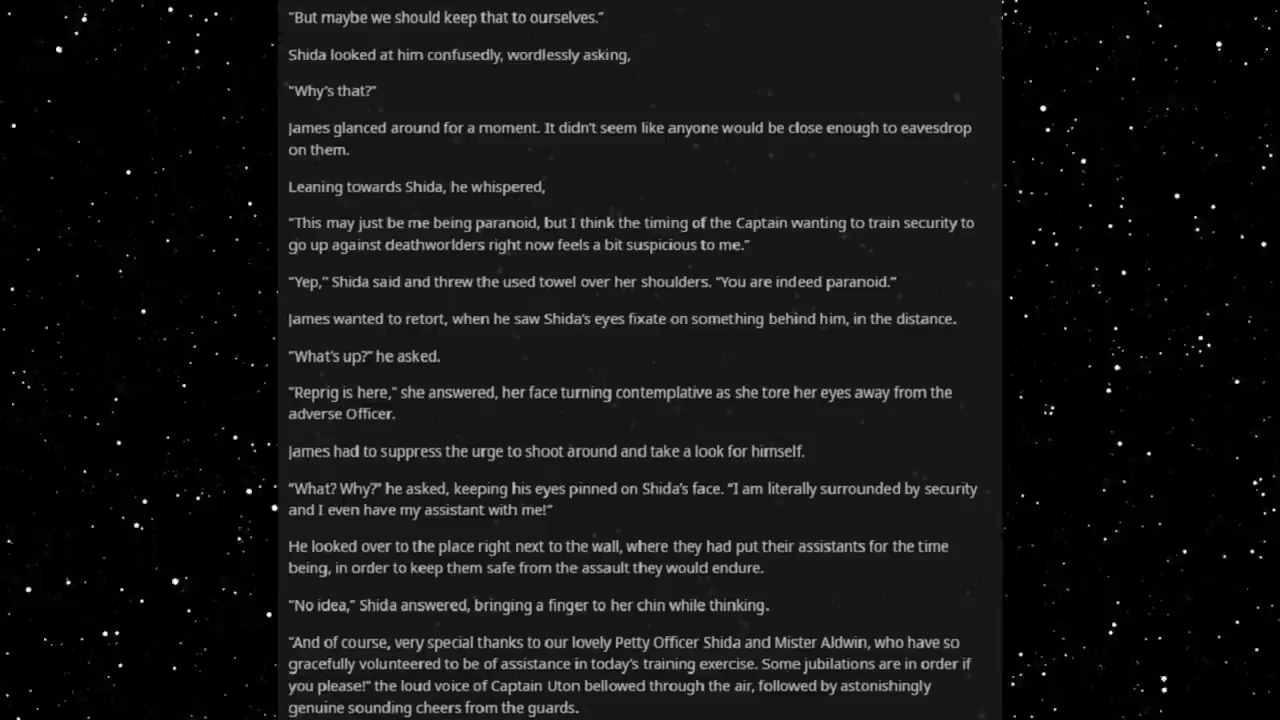 “But maybe we should keep that to ourselves.”
Shida looked at him confusedly, wordlessly asking,
“Why’s that?”
James glanced around for a moment. It didn’t seem like anyone would be close enough to eavesdrop
on them.
Leaning towards Shida, he whispered,
“This may just be me being paranoid, but I think the timing of the Captain wanting to train security to
go up against deathworlders right now feels a bit suspicious to me.”
“Yep,” Shida said and threw the used towel over her shoulders. “You are indeed paranoid.”
James wanted to retort, when he saw Shida’s eyes fixate on something behind him, in the distance.
“What’s up?” he asked.
“Reprig is here,” she answered, her face turning contemplative as she tore her eyes away from the
adverse Officer.
James had to suppress the urge to shoot around and take a look for himself.
“What? Why?” he asked, keeping his eyes pinned on Shida’s face. “I am literally surrounded by security
and I even have my assistant with me!”
He looked over to the place right next to the wall, where they had put their assistants for the time
being, in order to keep them safe from the assault they would endure.
“No idea,” Shida answered, bringing a finger to her chin while thinking.
“And of course, very special thanks to our lovely Petty Officer Shida and Mister Aldwin, who have so
gracefully volunteered to be of assistance in today’s training exercise. Some jubilations are in order if
you please!” the loud voice of Captain Uton bellowed through the air, followed by astonishingly
genuine sounding cheers from the guards.